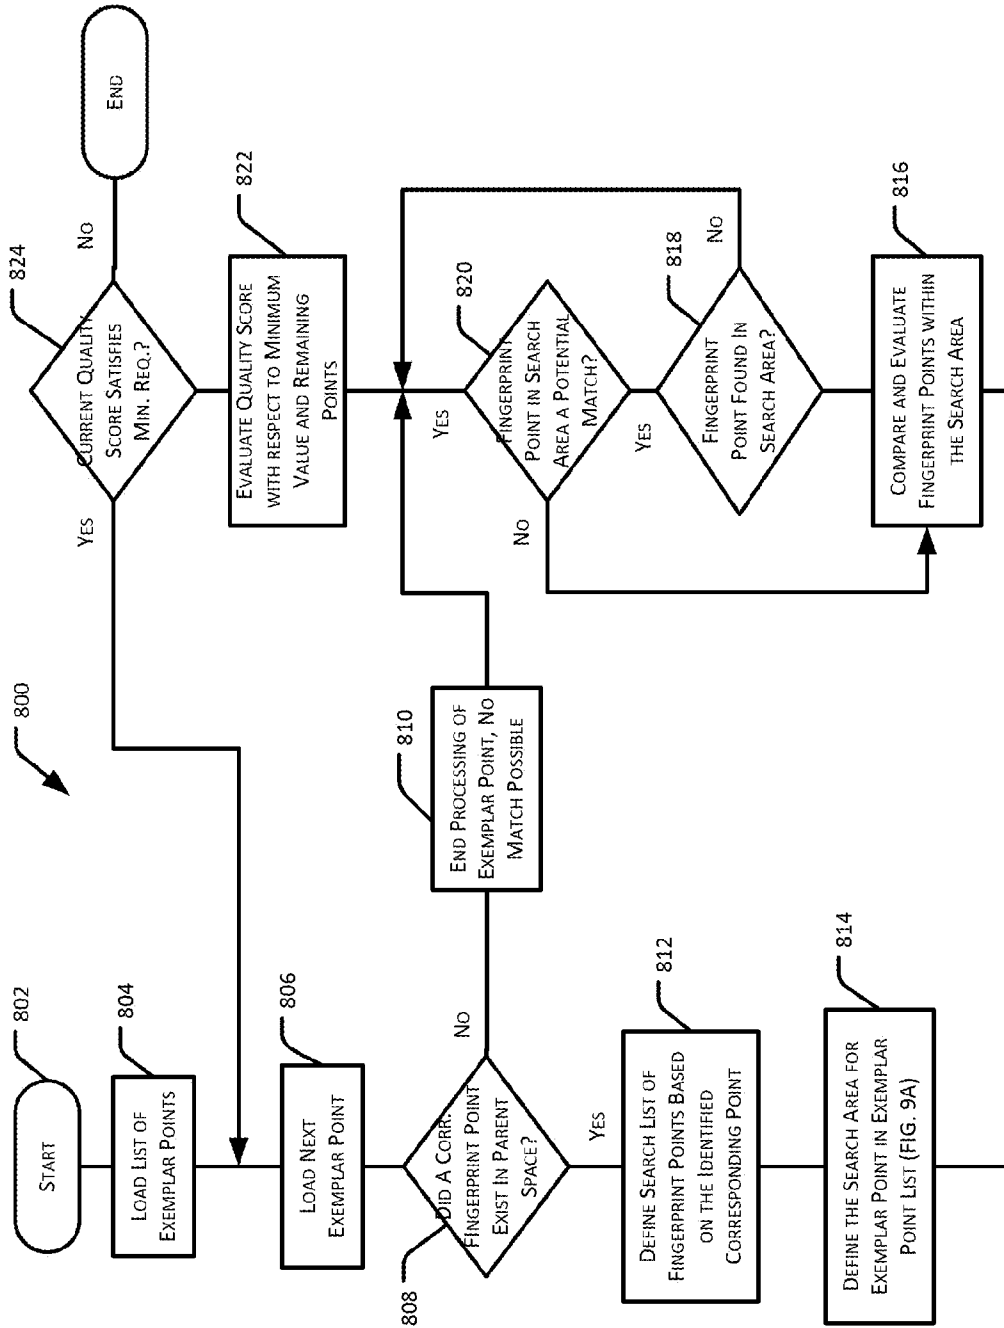 800
802
START
804
LOAD LIST OF
EXEMPLAR POINTS
806
LOAD NEXT
EXEMPLAR POINT
808
DID A CORR.
FINGERPRINT POINT
EXIST IN PARENT
SPACE?
NO
YES
810
END PROCESSING OF
EXEMPLAR POINT, NO
MATCH POSSIBLE
812
DEFINE SEARCH LIST OF
FINGERPRINT POINTS BASED
ON THE IDENTIFIED
CORRESPONDING POINT
814
DEFINE THE SEARCH AREA FOR
EXEMPLAR POINT IN EXEMPLAR
POINT LIST (FIG. 9A)
816
COMPARE AND EVALUATE
FINGERPRINT POINTS WITHIN
THE SEARCH AREA
818
FINGERPRINT
POINT FOUND IN
SEARCH AREA?
NO
YES
820
FINGERPRINT
POINT IN SEARCH
AREA A POTENTIAL
MATCH?
NO
YES
822
EVALUATE QUALITY SCORE
WITH RESPECT TO MINIMUM
VALUE AND REMAINING
POINTS
824
CURRENT QUALITY
SCORE SATISFIES
MIN. REQ.?
YES
NO
END